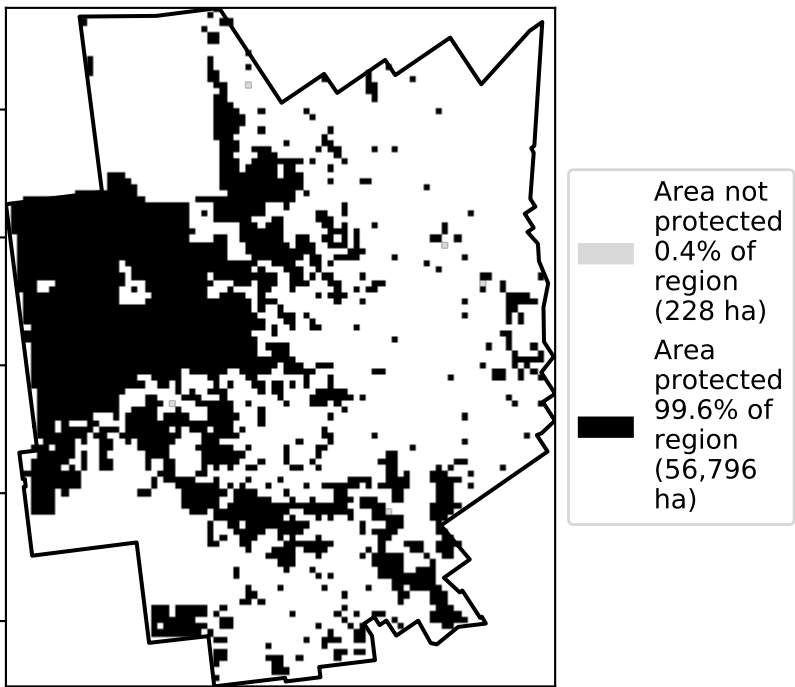 Area not
protected
0.4% of
region
(228 ha)
Area
protected
99.6% of
region
(56,796
ha)